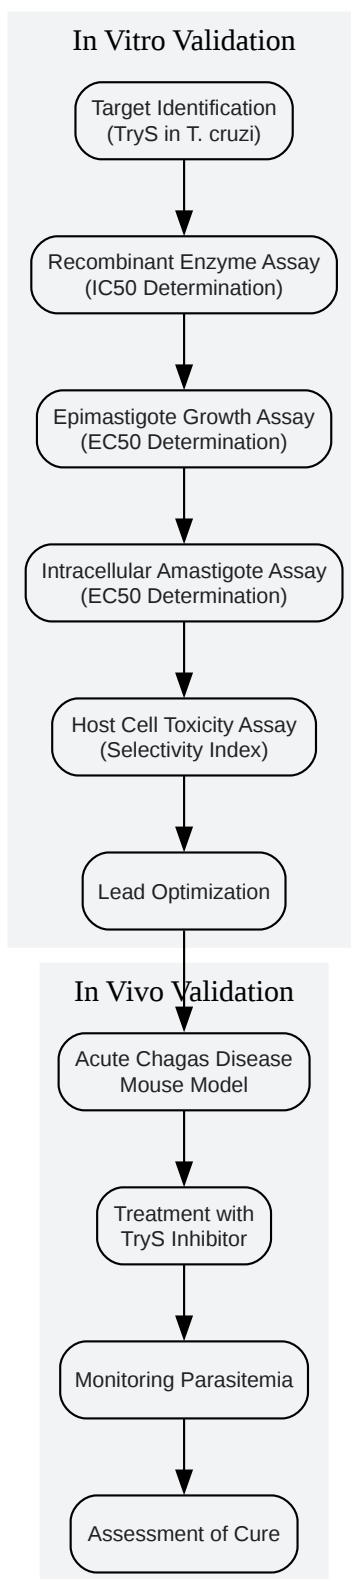 In Vitro Validation
Target Identification
(TryS in T. cruzi)
Recombinant Enzyme Assay
(IC50 Determination)
Epimastigote Growth Assay
(EC50 Determination)
Intracellular Amastigote Assay
(EC50 Determination)
Host Cell Toxicity Assay
(Selectivity Index)
Lead Optimization
In Vivo Validation
Acute Chagas Disease
Mouse Model
Treatment with
TryS Inhibitor
Monitoring Parasitemia
Assessment of Cure